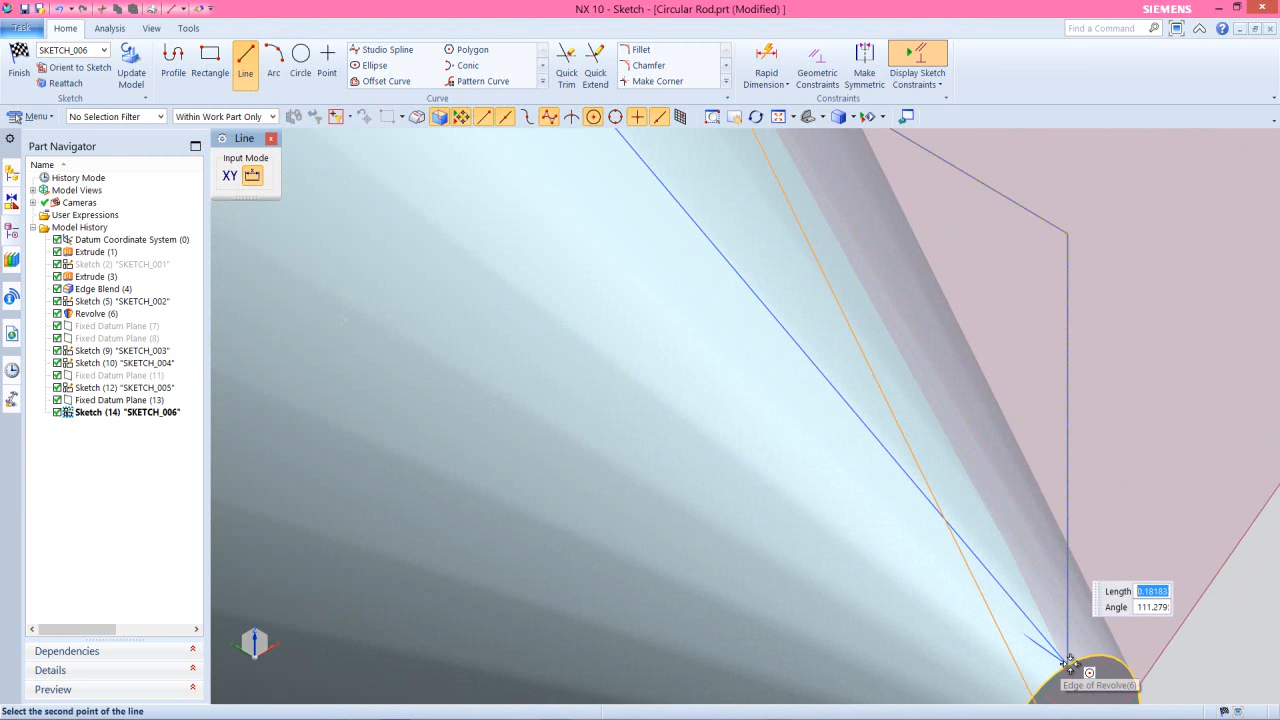 NX 10 - Sketch - [Circular Rod.prt (Modified) ]
SIEMENS
Task
Home
Analysis
View
Tools
Find a Command
Finish
SKETCH_006
Orient to Sketch
Reattach
Update Model
Sketch
Profile
Rectangle
Line
Arc
Circle
Point
Studio Spline
Ellipse
Offset Curve
Polygon
Conic
Pattern Curve
Quick Trim
Quick Extend
Fillet
Chamfer
Make Corner
Curve
Rapid Dimension
Geometric Constraints
Make Symmetric
Display Sketch Constraints
Constraints
Menu
No Selection Filter
Within Work Part Only
Part Navigator
Name
History Mode
Model Views
Cameras
User Expressions
Model History
Datum Coordinate System (0)
Extrude (1)
Sketch (2) "SKETCH_001"
Extrude (3)
Edge Blend (4)
Sketch (5) "SKETCH_002"
Revolve (6)
Fixed Datum Plane (7)
Fixed Datum Plane (8)
Sketch (9) "SKETCH_003"
Sketch (10) "SKETCH_004"
Fixed Datum Plane (11)
Sketch (12) "SKETCH_005"
Fixed Datum Plane (13)
Sketch (14) "SKETCH_006"
Dependencies
Details
Preview
Line
Input Mode
XY
Length 0.18183
Angle 111.279
Edge of Revolve(6)
Select the second point of the line